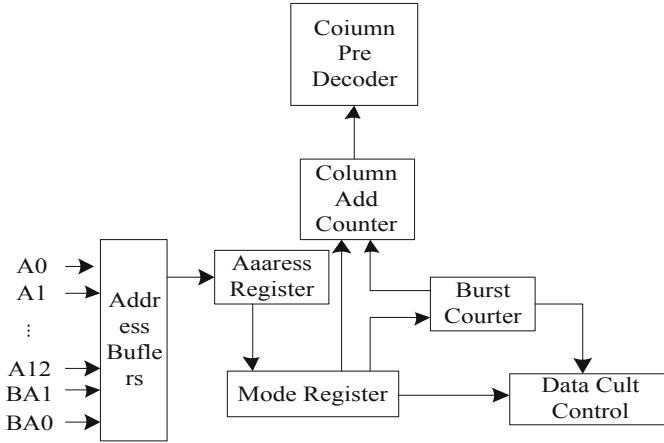 Coiumn
Pre
Decoder
Column
Add
Counter
A0
A1
...
A12
BA1
BA0
Addr
ess
Bufle
rs
Aaaress
Register
Burst
Courter
Mode Register
Data Cult
Control